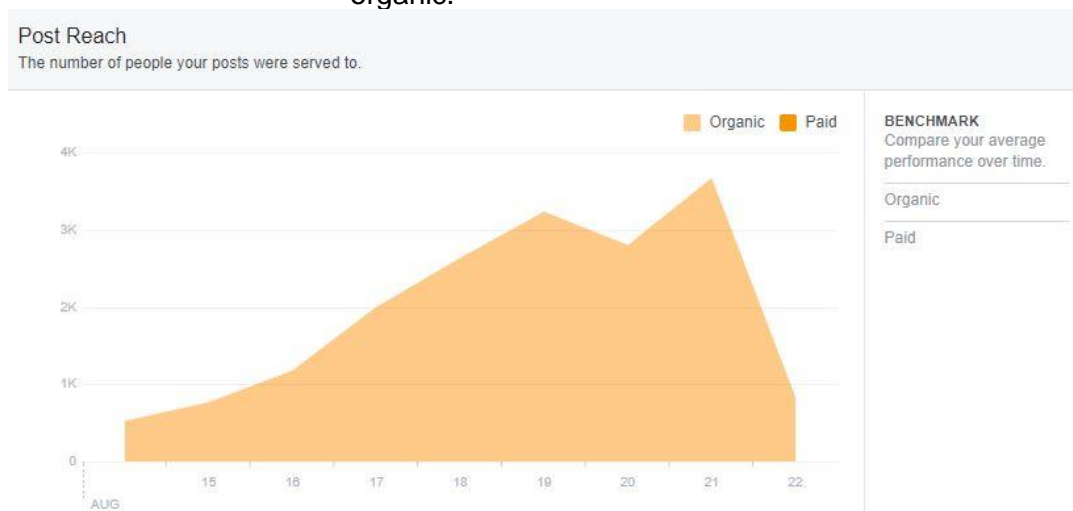 organic.
Post Reach
The number of people your posts were served to.
Organic Paid
BENCHMARK
Compare your average
performance over time.
Organic
Paid
4K
3K
2K
1K
0
15 16 17 18 19 20 21 22
AUG